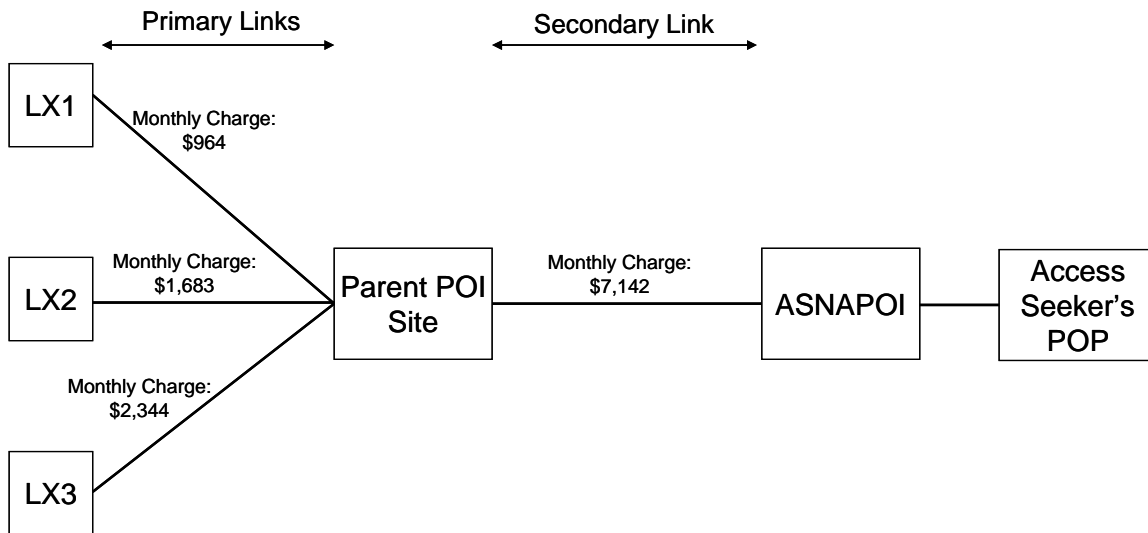 Primary Links
Secondary Link
LX1
Monthly Charge:
$964
LX2
Monthly Charge:
$1,683
Parent POI
Site
Monthly Charge:
$7,142
ASNAPOI
Access
Seeker's
POP
Monthly Charge:
$2,344
LX3